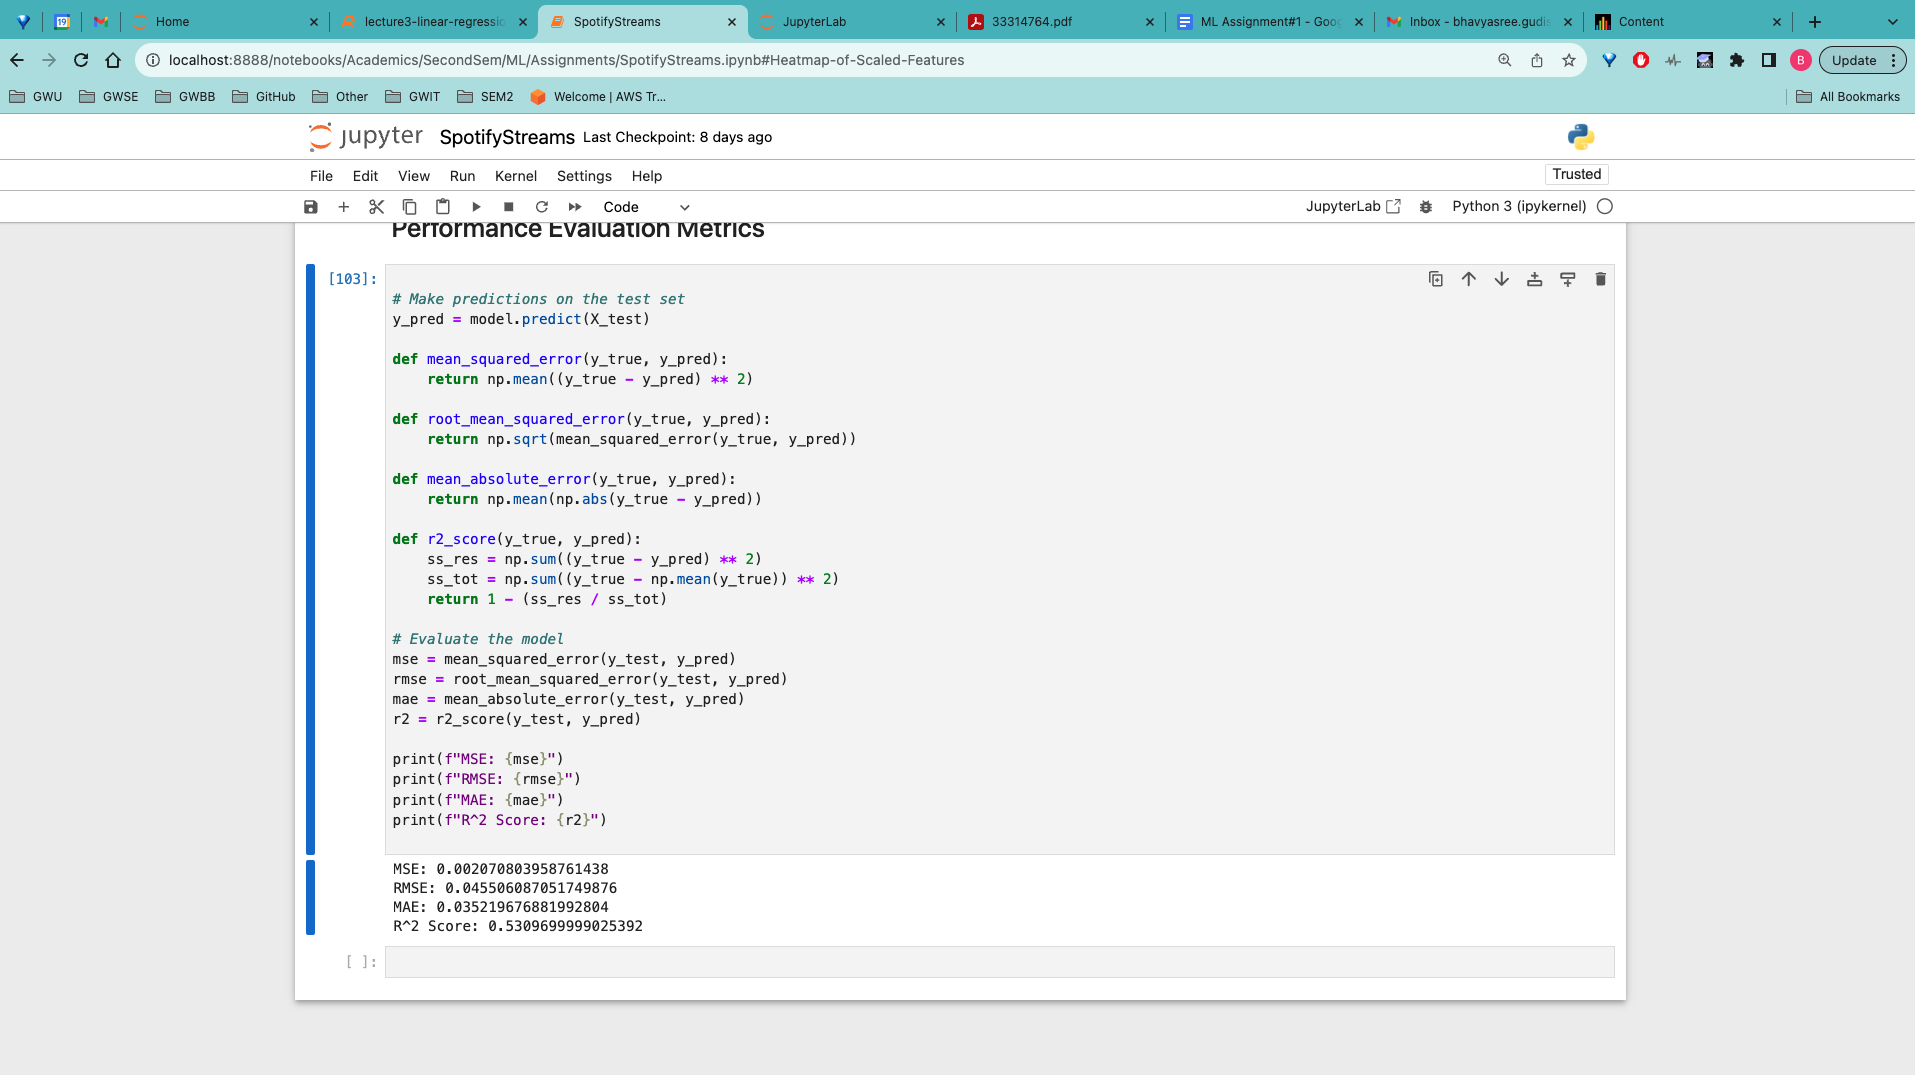 Home
lecture3-linear-regressio
SpotifyStreams
JupyterLab
33314764.pdf
ML Assignment#1 - Goog
Inbox - bhavyasree.gudis
Content
localhost:8888/notebooks/Academics/SecondSem/ML/Assignments/SpotifyStreams.ipynb#Heatmap-of-Scaled-Features
B
Update
GWU GWSE GWBB GitHub Other GWIT SEM2 Welcome | AWS Tr... All Bookmarks
jupyter SpotifyStreams Last Checkpoint: 8 days ago
File Edit View Run Kernel Settings Help Trusted
Code JupyterLab Python 3 (ipykernel)
Performance Evaluation Metrics
[103]:
# Make predictions on the test set
y_pred = model.predict(X_test)
def mean_squared_error(y_true, y_pred):
return np.mean((y_true - y_pred) ** 2)
def root_mean_squared_error(y_true, y_pred):
return np.sqrt(mean_squared_error(y_true, y_pred))
def mean_absolute_error(y_true, y_pred):
return np.mean(np.abs(y_true - y_pred))
def r2_score(y_true, y_pred):
ss_res = np.sum((y_true - y_pred) ** 2)
ss_tot = np.sum((y_true - np.mean(y_true)) ** 2)
return 1 - (ss_res / ss_tot)
# Evaluate the model
mse = mean_squared_error(y_test, y_pred)
rmse = root_mean_squared_error(y_test, y_pred)
mae = mean_absolute_error(y_test, y_pred)
r2 = r2_score(y_test, y_pred)
print(f"MSE: {mse}")
print(f"RMSE: {rmse}")
print(f"MAE: {mae}")
print(f"R^2 Score: {r2}")
MSE: 0.002070803958761438
RMSE: 0.045506087051749876
MAE: 0.035219676881992804
R^2 Score: 0.5309699999025392
[ ]: